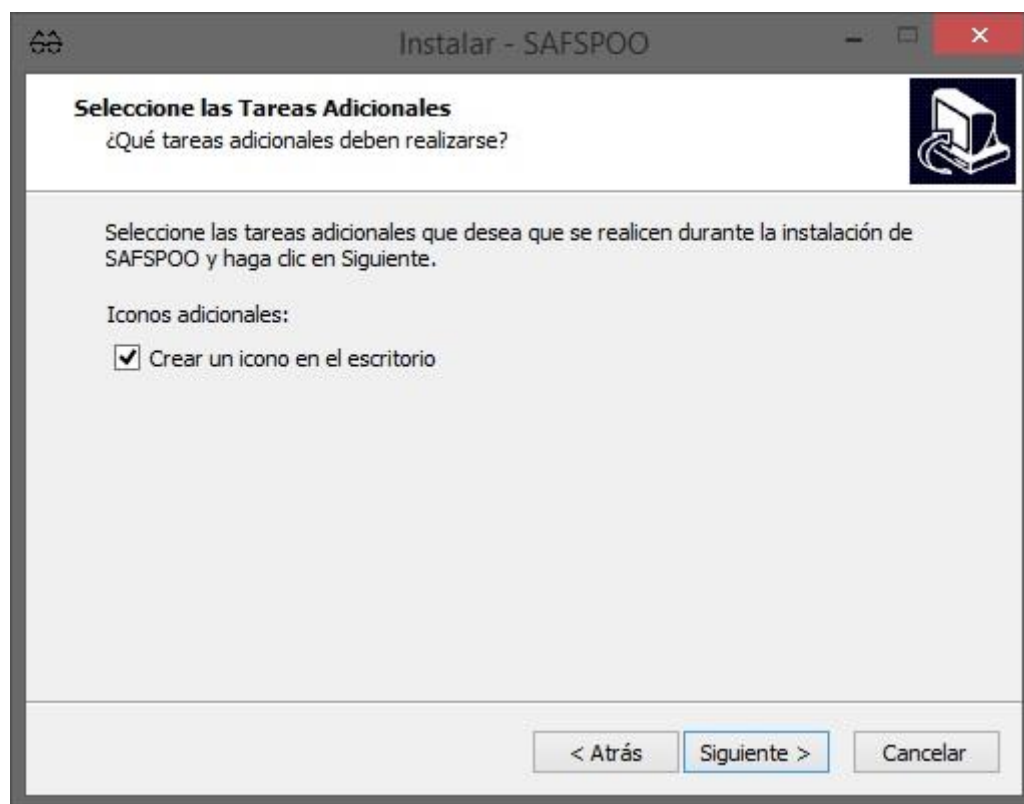 Instalar - SAFSPOO
Seleccione las Tareas Adicionales
¿Qué tareas adicionales deben realizarse?
Seleccione las tareas adicionales que desea que se realicen durante la instalación de
SAFSPOO y haga clic en Siguiente.
Iconos adicionales:
Crear un icono en el escritorio
< Atrás Siguiente > Cancelar